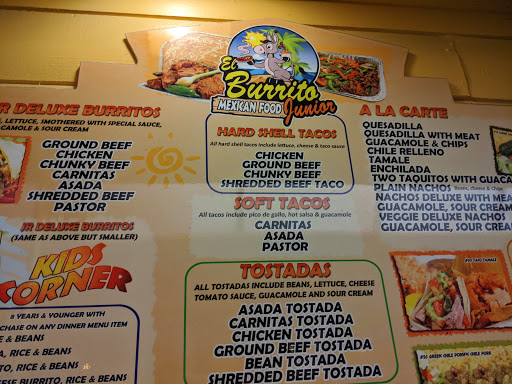 El
Burrito
MEXICAN FOOD
Junior
JR DELUXE BURRITOS
LETTUCE, SMOTHERED WITH SPECIAL SAUCE,
& SOUR CREAM
GROUND BEEF
CHICKEN
CHUNKY BEEF
CARNITAS
ASADA
SHREDDED BEEF
PASTOR
JR DELUXE BURRITOS
(SAME AS ABOVE BUT SMALLER)
KIDS
CORNER
8 YEARS & YOUNGER WITH
ON ANY DINNER MENU ITEM
& BEANS
RICE & BEANS
RICE & BEANS
BURRITO, RICE & BEANS
HARD SHELL TACOS
All hard shell tacos include lettuce, cheese & taco sauce
CHICKEN
GROUND BEEF
CHUNKY BEEF
SHREDDED BEEF TACO
SOFT TACOS
All tacos include pico de gallo, hot salsa & guacamole
CARNITAS
ASADA
PASTOR
TOSTADAS
ALL TOSTADAS INCLUDE BEANS, LETTUCE, CHEESE
TOMATO SAUCE, GUACAMOLE AND SOUR CREAM
ASADA TOSTADA
CARNITAS TOSTADA
CHICKEN TOSTADA
GROUND BEEF TOSTADA
BEAN TOSTADA
SHREDDED BEEF TOSTADA
A LA CARTE
QUESADILLA
QUESADILLA WITH MEAT
GUACAMOLE & CHIPS
CHILE RELLENO
TAMALE
ENCHILADA
TWO TAQUITOS WITH GUACA
PLAIN NACHOS Beans, cheese & Chips
NACHOS DELUXE WITH MEA
GUACAMOLE, SOUR CREAM
VEGGIE DELUXE NACHOS
GUACAMOLE, SOUR CREAM